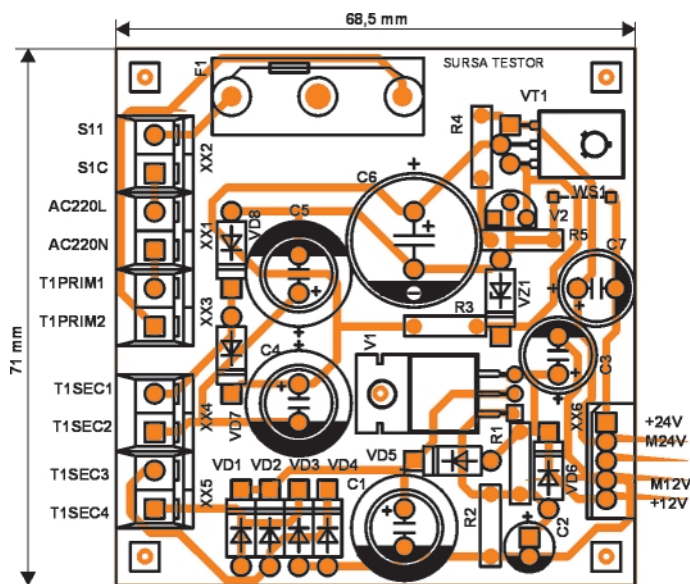 68,5 mm
71 mm
SURSA TESTOR
F1
VT1
R4
S11
S1C
XX2
AC220L
AC220N
XX1
T1PRIM1
T1PRIM2
XX3
VD8
C5
C6
V2
WS1
R5
C7
VZ1
R3
V1
C3
C4
VD7
T1SEC1
T1SEC2
XX4
T1SEC3
T1SEC4
XX5
VD1
VD2
VD3
VD4
VD5
C1
R1
R2
VD6
C2
XX6
+24V
M24V
M12V
+12V